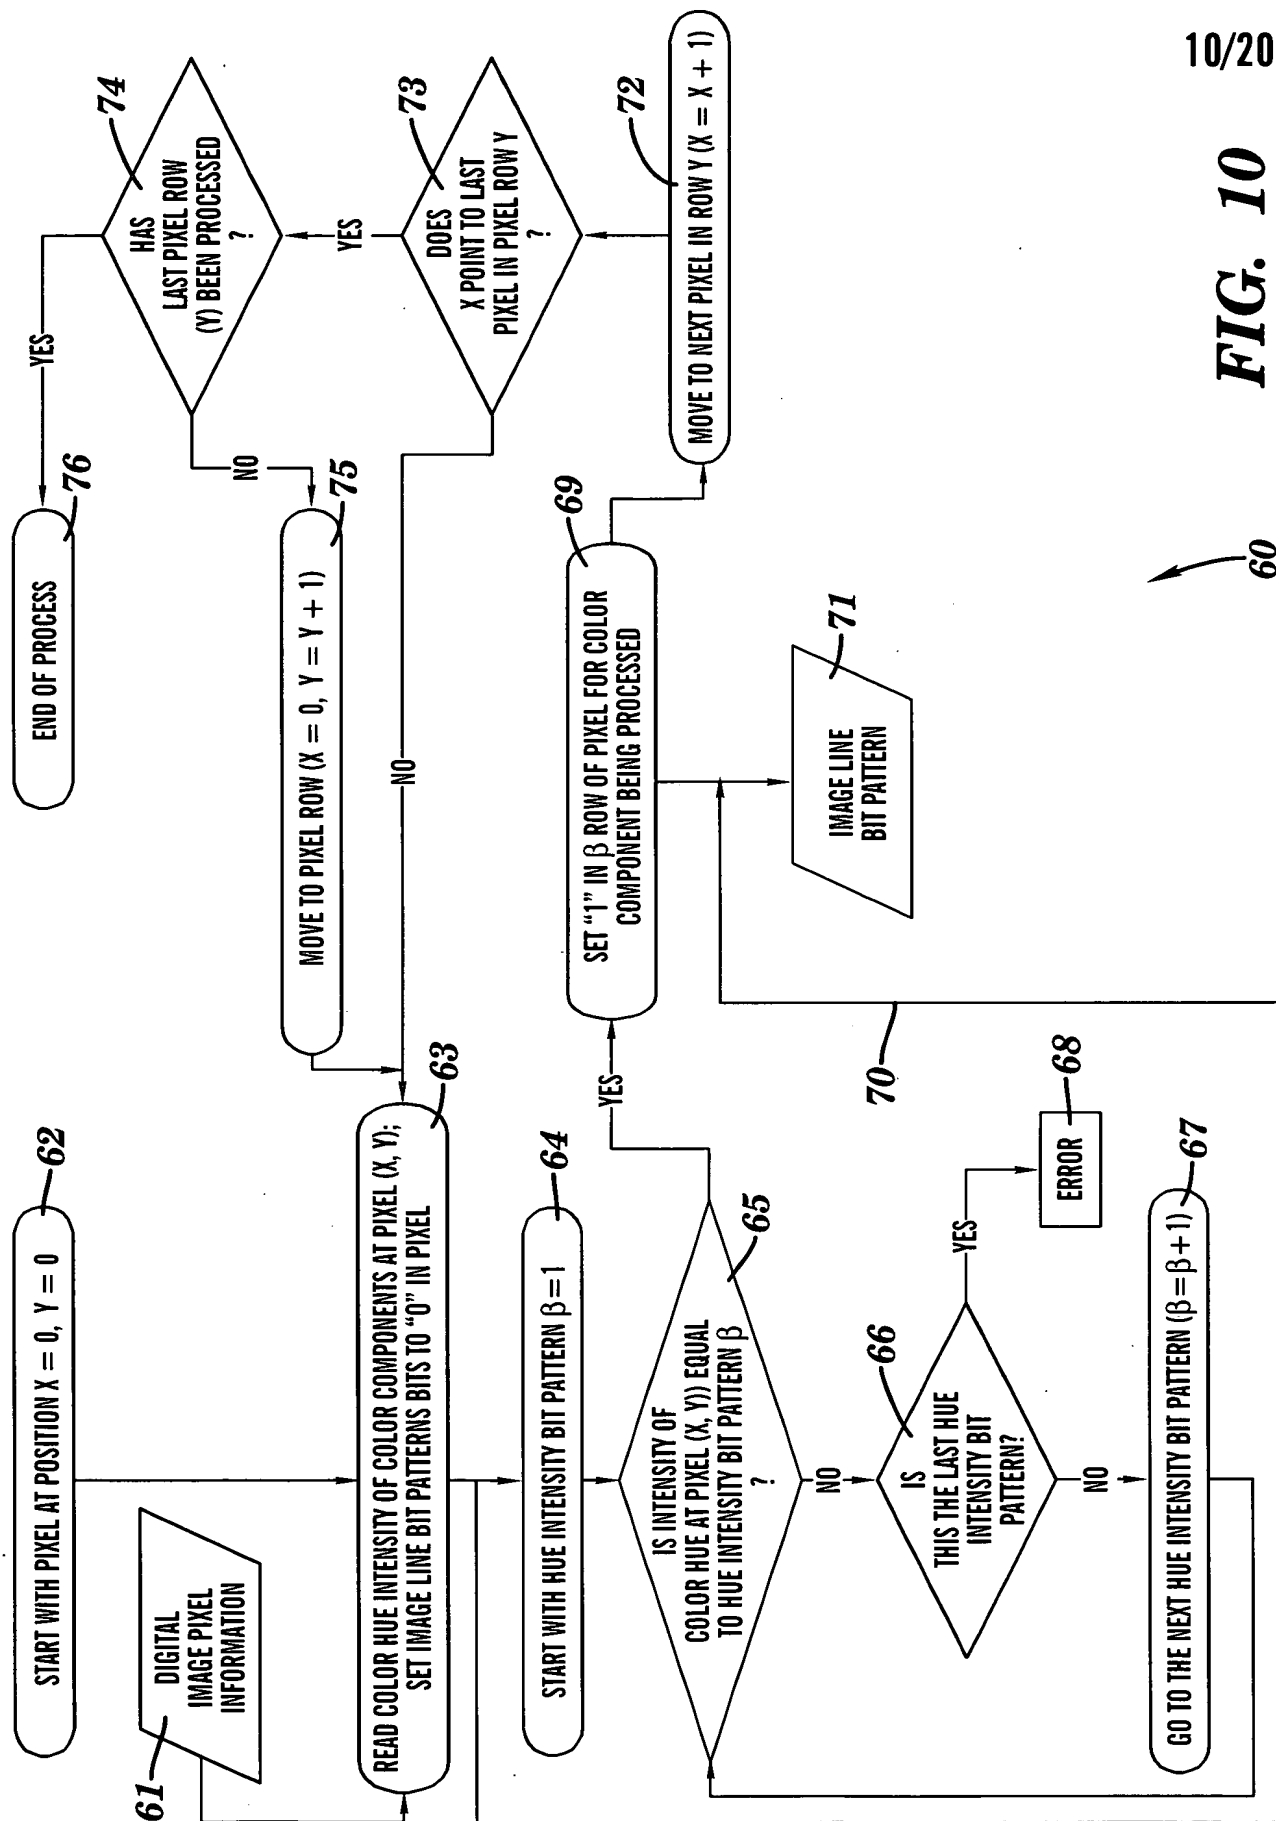 10/20
START WITH PIXEL AT POSITION X = 0, Y = 0
62
DIGITAL
IMAGE PIXEL
INFORMATION
61
READ COLOR HUE INTENSITY OF COLOR COMPONENTS AT PIXEL (X, Y);
SET IMAGE LINE BIT PATTERNS BITS TO "0" IN PIXEL
63
START WITH HUE INTENSITY BIT PATTERN β=1
64
IS INTENSITY OF
COLOR HUE AT PIXEL (X, Y)) EQUAL
TO HUE INTENSITY BIT PATTERN β
?
65
YES
NO
IS
THIS THE LAST HUE
INTENSITY BIT
PATTERN?
66
YES
ERROR
68
NO
GO TO THE NEXT HUE INTENSITY BIT PATTERN (β=β+1)
67
SET "1" IN β ROW OF PIXEL FOR COLOR
COMPONENT BEING PROCESSED
69
70
IMAGE LINE
BIT PATTERN
71
MOVE TO NEXT PIXEL IN ROW Y (X = X + 1)
72
DOES
X POINT TO LAST
PIXEL IN PIXEL ROW Y
?
73
NO
YES
HAS
LAST PIXEL ROW
(Y) BEEN PROCESSED
?
74
NO
MOVE TO PIXEL ROW (X = 0, Y = Y + 1)
75
YES
END OF PROCESS
76
60
FIG. 10